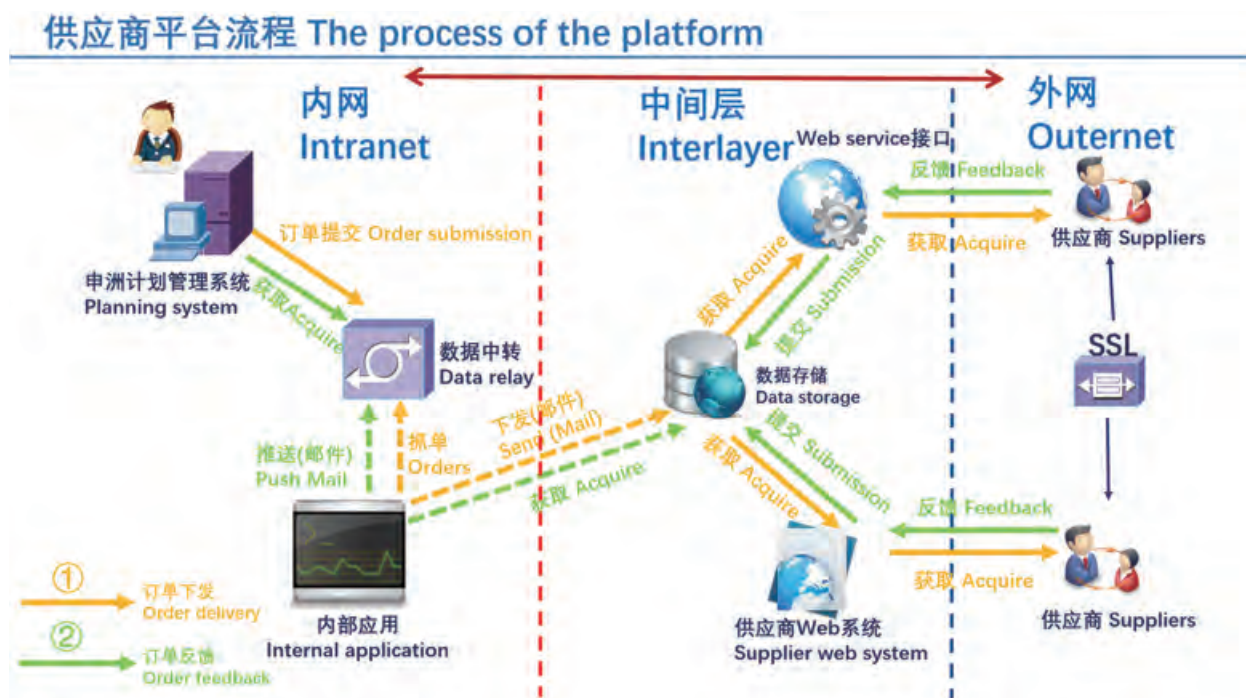 供应商平台流程 The process of the platform
内网
Intranet
中间层
Interlayer
外网
Outernet
Web service接口
反馈 Feedback
获取 Acquire
供应商 Suppliers
订单提交 Order submission
获取Acquire
申洲计划管理系统
Planning system
数据中转
Data relay
获取 Acquire
提交 Submission
数据存储
Data storage
SSL
推送(邮件)
Push Mail
抓单
Orders
下发(邮件)
Send (Mail)
获取 Acquire
获取 Acquire
提交 Submission
反馈 Feedback
获取 Acquire
供应商 Suppliers
内部应用
Internal application
供应商Web系统
Supplier web system
①
订单下发
Order delivery
②
订单反馈
Order feedback